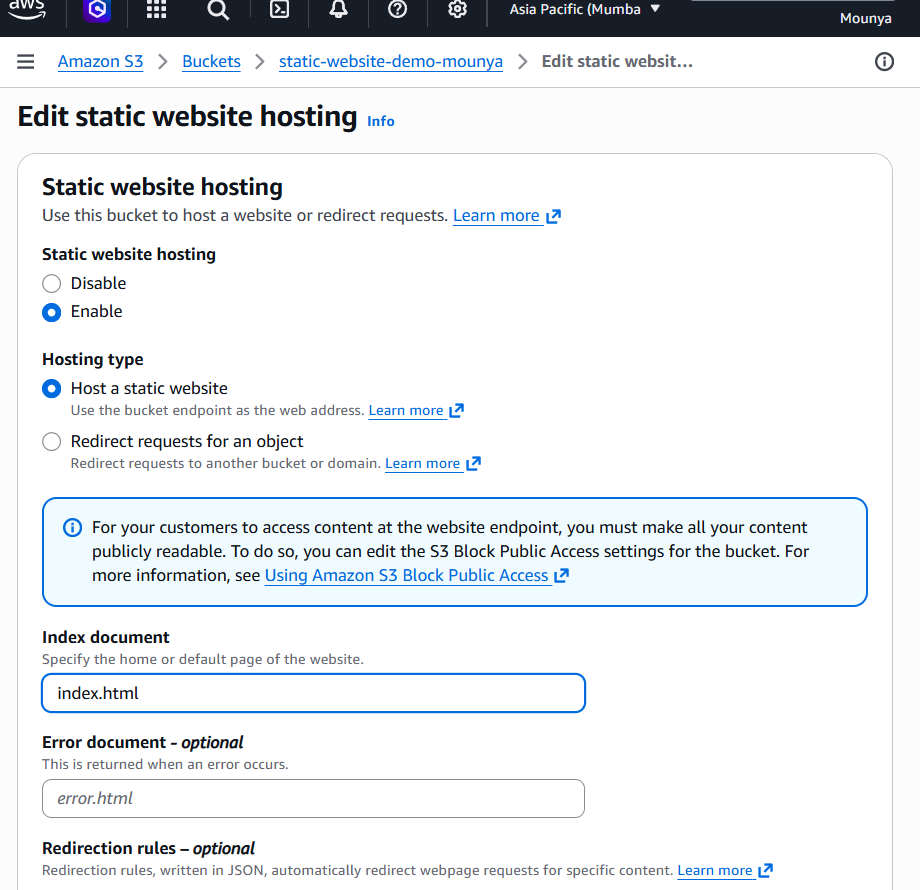 aws
Asia Pacific (Mumba
Mounya
Amazon S3 Buckets static-website-demo-mounya Edit static websit...
Edit static website hosting Info
Static website hosting
Use this bucket to host a website or redirect requests. Learn more
Static website hosting
Disable
Enable
Hosting type
Host a static website
Use the bucket endpoint as the web address. Learn more
Redirect requests for an object
Redirect requests to another bucket or domain. Learn more
For your customers to access content at the website endpoint, you must make all your content
publicly readable. To do so, you can edit the S3 Block Public Access settings for the bucket. For
more information, see Using Amazon S3 Block Public Access
Index document
Specify the home or default page of the website.
index.html
Error document - optional
This is returned when an error occurs.
error.html
Redirection rules – optional
Redirection rules, written in JSON, automatically redirect webpage requests for specific content. Learn more